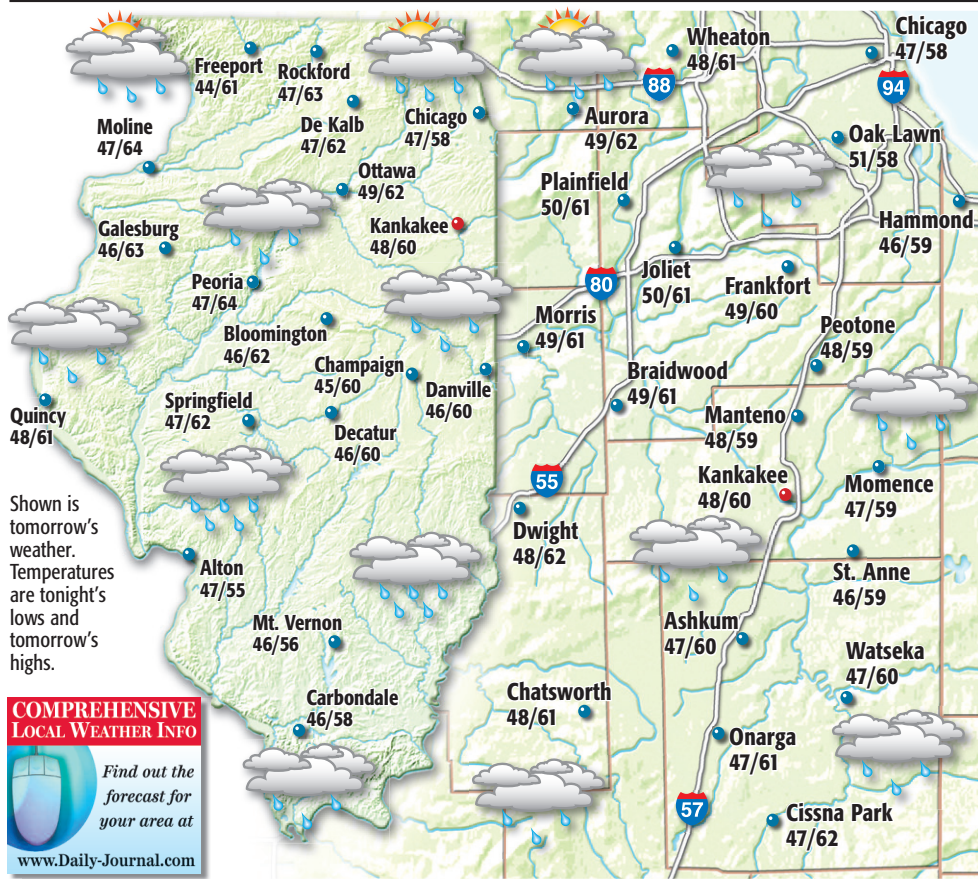 Freeport
44/61
Rockford
47/63
De Kalb
47/62
Chicago
47/58
Moline
47/64
Ottawa
49/62
Galesburg
46/63
Kankakee
48/60
Peoria
47/64
Bloomington
46/62
Champaign
45/60
Danville
46/60
Quincy
48/61
Springfield
47/62
Decatur
46/60
Shown is
tomorrow's
weather.
Temperatures
are tonight's
lows and
tomorrow's
highs.
Alton
47/55
Mt. Vernon
46/56
Carbondale
46/58
COMPREHENSIVE
LOCAL WEATHER INFO
Find out the
forecast for
your area at
www.Daily-Journal.com
Wheaton
48/61
Chicago
47/58
88
94
Aurora
49/62
Oak Lawn
51/58
Plainfield
50/61
Hammond
46/59
Joliet
50/61
80
Frankfort
49/60
Morris
49/61
Peotone
48/59
Braidwood
49/61
Manteno
48/59
Kankakee
48/60
Momence
47/59
55
Dwight
48/62
St. Anne
46/59
Ashkum
47/60
Watseka
47/60
Chatsworth
48/61
Onarga
47/61
57
Cissna Park
47/62